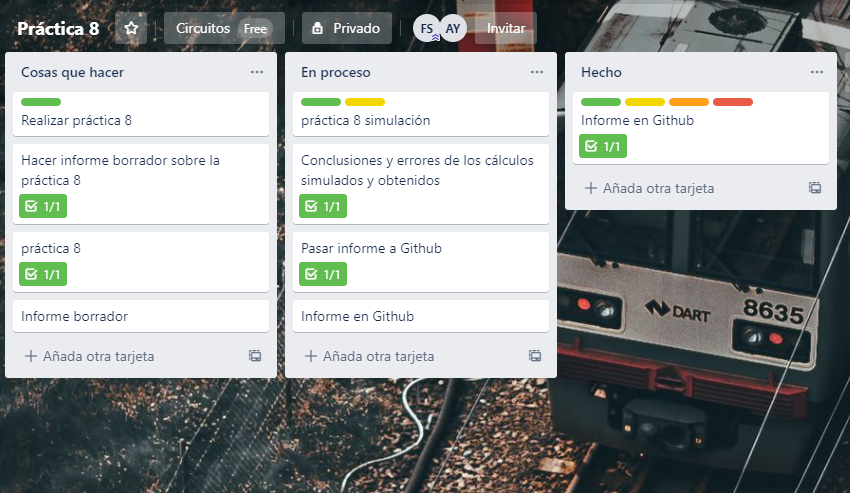 Práctica 8
Circuitos Free
Privado
FS
AY
Invitar
Cosas que hacer
Realizar práctica 8
Hacer informe borrador sobre la
práctica 8
1/1
práctica 8
1/1
Informe borrador
Añada otra tarjeta
En proceso
práctica 8 simulación
Conclusiones y errores de los cálculos
simulados y obtenidos
1/1
Pasar informe a Github
1/1
Informe en Github
Añada otra tarjeta
Hecho
Informe en Github
1/1
Añada otra tarjeta
DART
8635